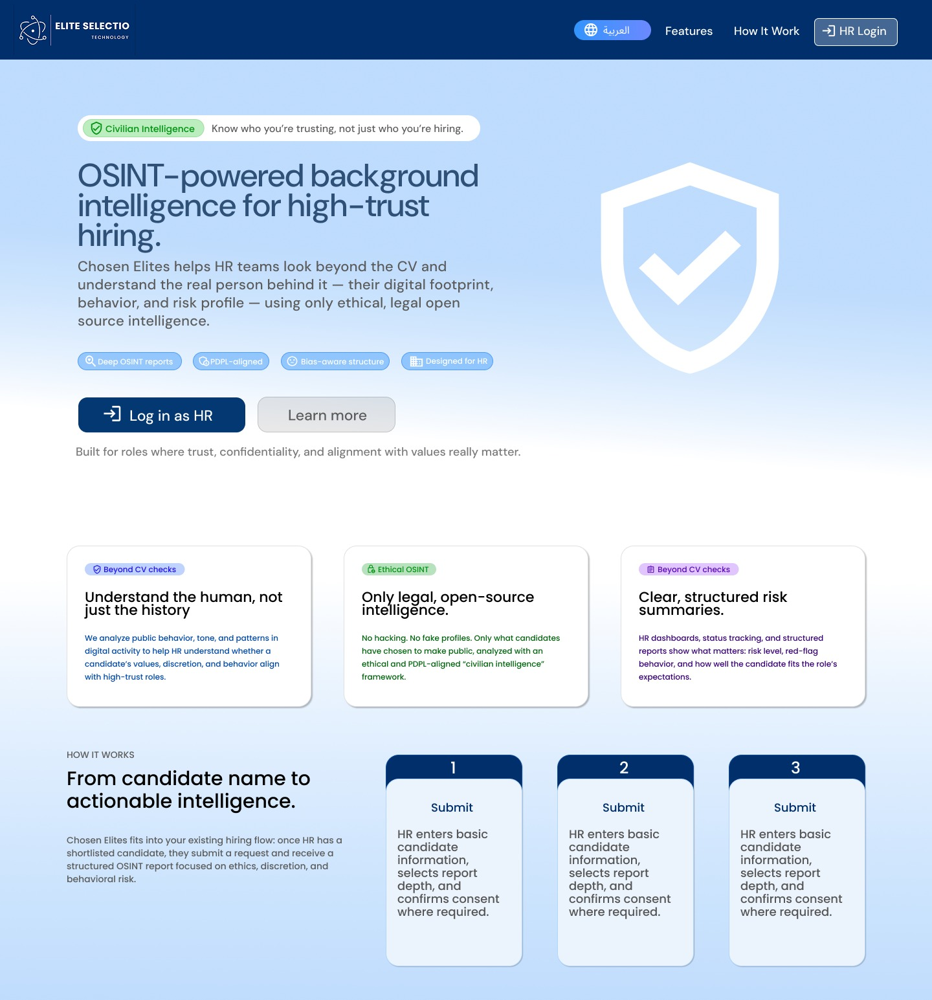 ELITE SELECTIO
TECHNOLOGY
العربية
Features
How It Work
HR Login
Civilian Intelligence
Know who you’re trusting, not just who you’re hiring.
OSINT-powered background
intelligence for high-trust
hiring.
Chosen Elites helps HR teams look beyond the CV and
understand the real person behind it — their digital footprint,
behavior, and risk profile — using only ethical, legal open
source intelligence.
Deep OSINT reports
PDPL-aligned
Bias-aware structure
Designed for HR
Log in as HR
Learn more
Built for roles where trust, confidentiality, and alignment with values really matter.
Beyond CV checks
Understand the human, not
just the history
We analyze public behavior, tone, and patterns in
digital activity to help HR understand whether a
candidate’s values, discretion, and behavior align
with high-trust roles.
Ethical OSINT
Only legal, open-source
intelligence.
No hacking. No fake profiles. Only what candidates
have chosen to make public, analyzed with an
ethical and PDPL-aligned “civilian intelligence”
framework.
Beyond CV checks
Clear, structured risk
summaries.
HR dashboards, status tracking, and structured
reports show what matters: risk level, red-flag
behavior, and how well the candidate fits the role’s
expectations.
HOW IT WORKS
From candidate name to
actionable intelligence.
Chosen Elites fits into your existing hiring flow: once HR has a
shortlisted candidate, they submit a request and receive a
structured OSINT report focused on ethics, discretion, and
behavioral risk.
1
Submit
HR enters basic
candidate
information,
selects report
depth, and
confirms consent
where required.
2
Submit
HR enters basic
candidate
information,
selects report
depth, and
confirms consent
where required.
3
Submit
HR enters basic
candidate
information,
selects report
depth, and
confirms consent
where required.